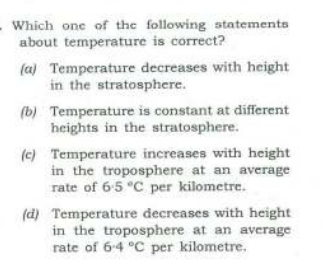 . Which one of the following statements
about temperature is correct?
(a) Temperature decreases with height
in the stratosphere.
(b) Temperature is constant at different
heights in the stratosphere.
(c) Temperature increases with height
in the troposphere at an average
rate of 6·5 °C per kilometre.
(d) Temperature decreases with height
in the troposphere at an average
rate of 6·4 °C per kilometre.